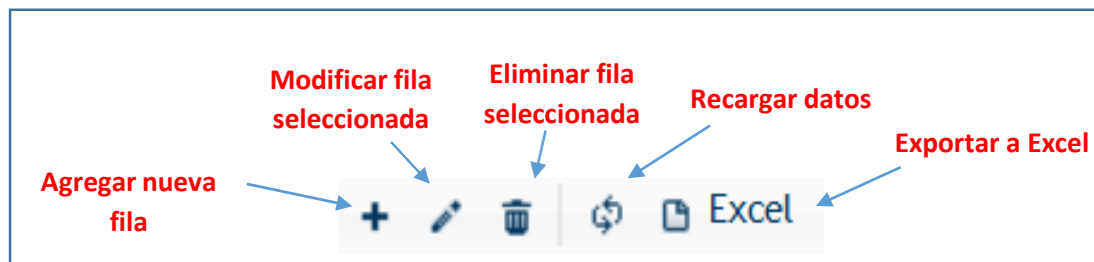 Modificar fila
seleccionada
Eliminar fila
seleccionada
Recargar datos
Exportar a Excel
Agregar nueva
fila
Excel